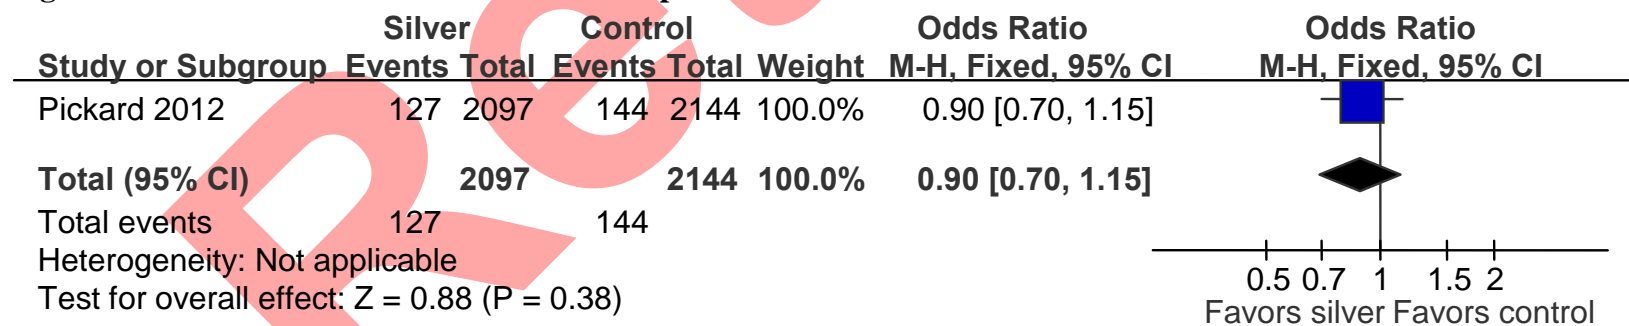 Silver Control Odds Ratio Odds Ratio
Study or Subgroup Events Total Events Total Weight M-H, Fixed, 95% CI M-H, Fixed, 95% CI
Pickard 2012 127 2097 144 2144 100.0% 0.90 [0.70, 1.15]
Total (95% CI) 2097 2144 100.0% 0.90 [0.70, 1.15]
Total events 127 144
Heterogeneity: Not applicable
Test for overall effect: Z = 0.88 (P = 0.38)
0.5 0.7 1 1.5 2
Favors silver Favors control